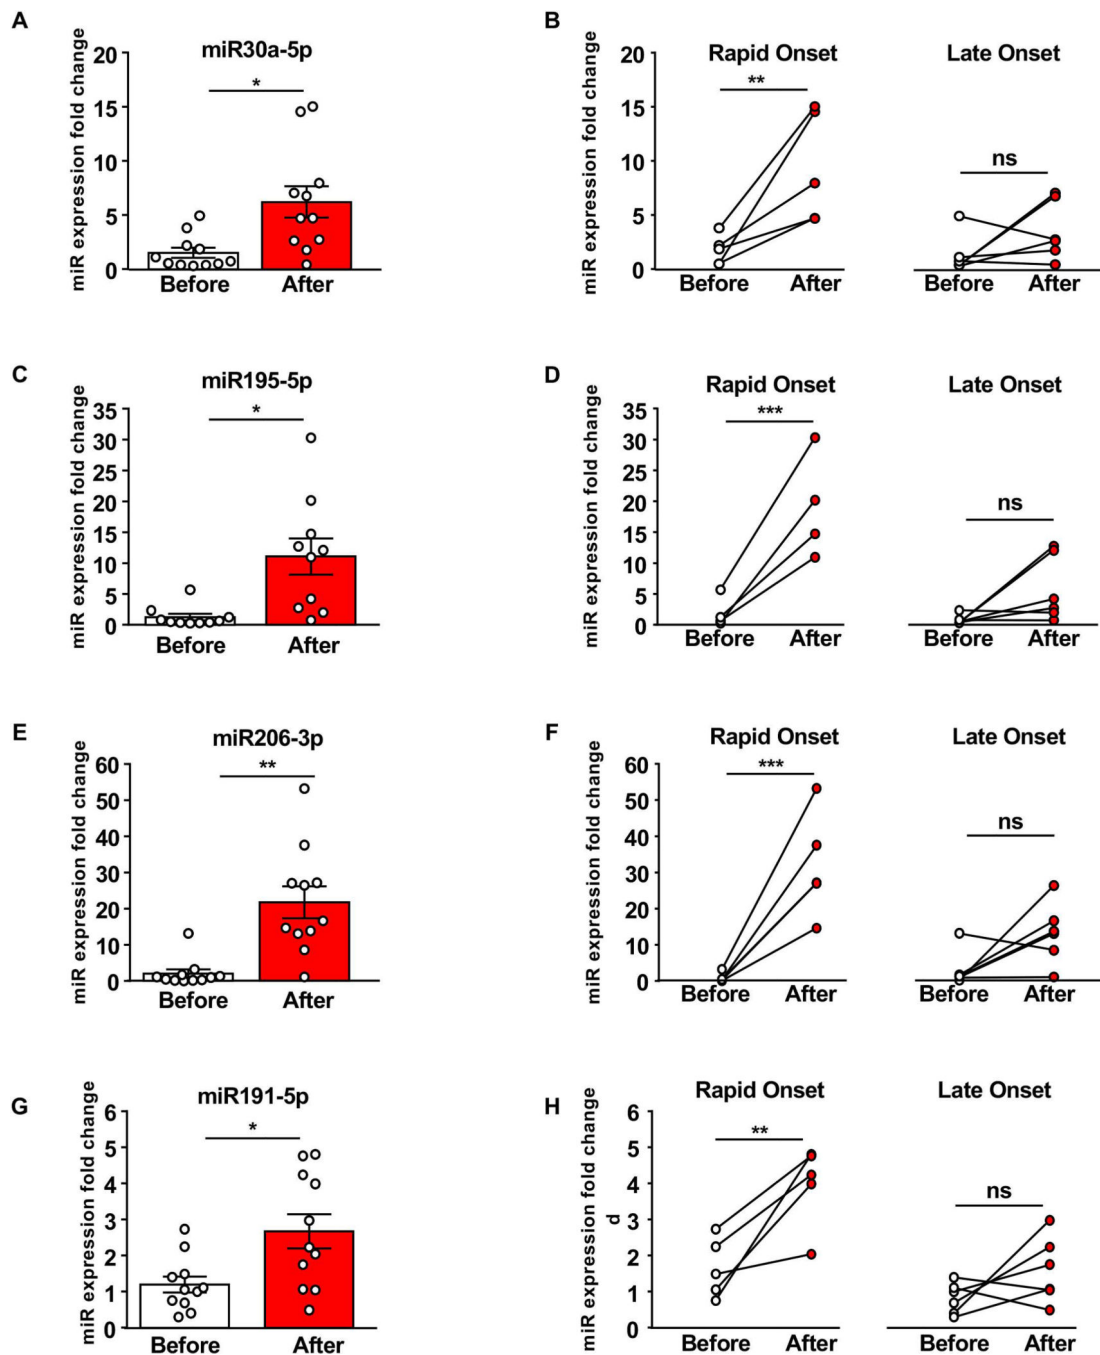 A
miR30a-5p
miR expression fold change
20
15
10
5
0
*
Before After
B
Rapid Onset Late Onset
miR expression fold change
20
15
10
5
0
**
ns
Before After Before After
C
miR195-5p
miR expression fold change
35
30
25
20
15
10
5
0
*
Before After
D
Rapid Onset Late Onset
miR expression fold change
35
30
25
20
15
10
5
0
***
ns
Before After Before After
E
miR206-3p
miR expression fold change
60
50
40
30
20
10
0
**
Before After
F
Rapid Onset Late Onset
miR expression fold change
60
50
40
30
20
10
0
***
ns
Before After Before After
G
miR191-5p
miR expression fold change
6
5
4
3
2
1
0
*
Before After
H
Rapid Onset Late Onset
miR expression fold change
d
6
5
4
3
2
1
0
**
ns
Before After Before After